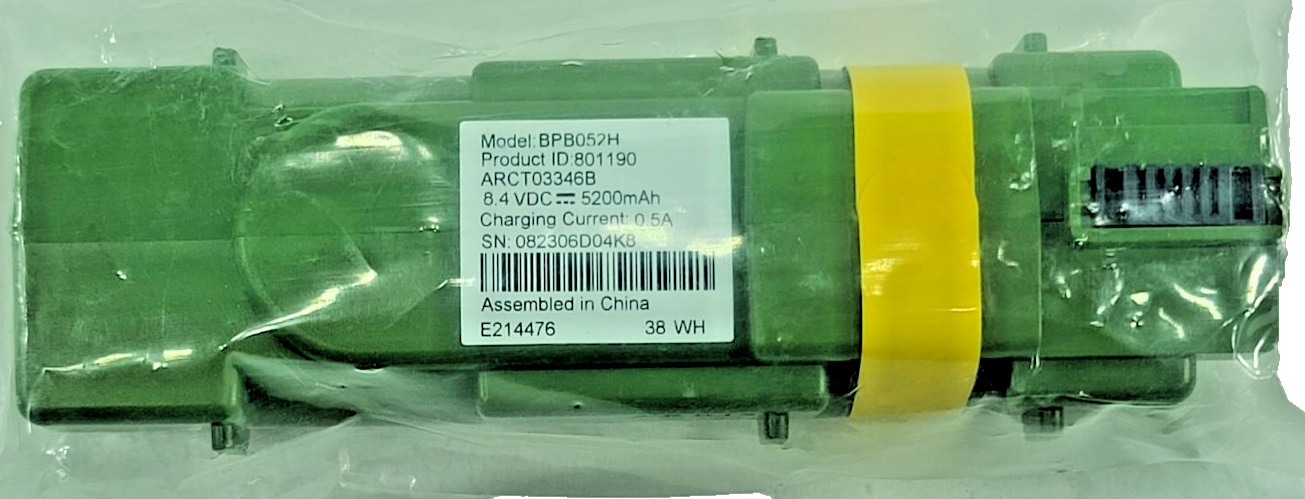 Model:BPB052H
Product ID:801190
ARCT03346B
8.4 VDC ⎓ 5200mAh
Charging Current: 0.5A
SN: 082306D04K8
Assembled in China
E214476 38 WH